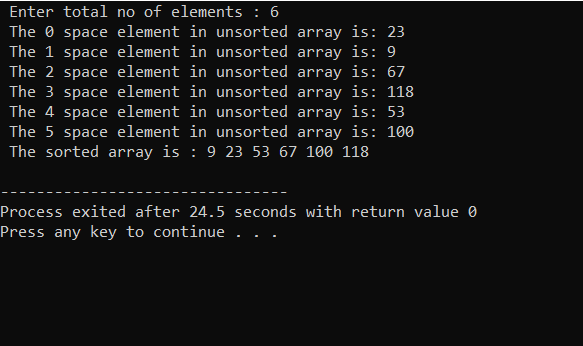 Enter total no of elements : 6
The 0 space element in unsorted array is: 23
The 1 space element in unsorted array is: 9
The 2 space element in unsorted array is: 67
The 3 space element in unsorted array is: 118
The 4 space element in unsorted array is: 53
The 5 space element in unsorted array is: 100
The sorted array is : 9 23 53 67 100 118
--------------------------------
Process exited after 24.5 seconds with return value 0
Press any key to continue . . .